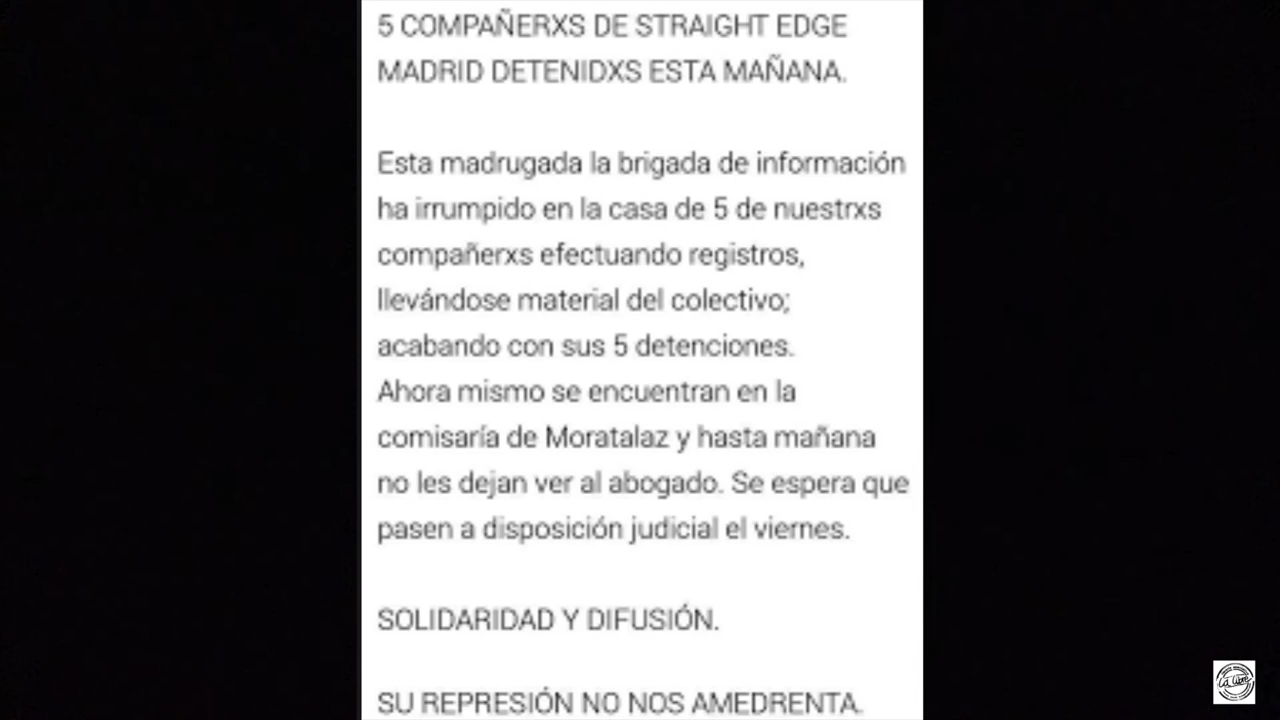 5 COMPAÑERXS DE STRAIGHT EDGE
MADRID DETENIDXS ESTA MAÑANA.
Esta madrugada la brigada de información
ha irrumpido en la casa de 5 de nuestrxs
compañerxs efectuando registros,
llevándose material del colectivo;
acabando con sus 5 detenciones.
Ahora mismo se encuentran en la
comisaría de Moratalaz y hasta mañana
no les dejan ver al abogado. Se espera que
pasen a disposición judicial el viernes.
SOLIDARIDAD Y DIFUSIÓN.
SU REPRESIÓN NO NOS AMEDRENTA.